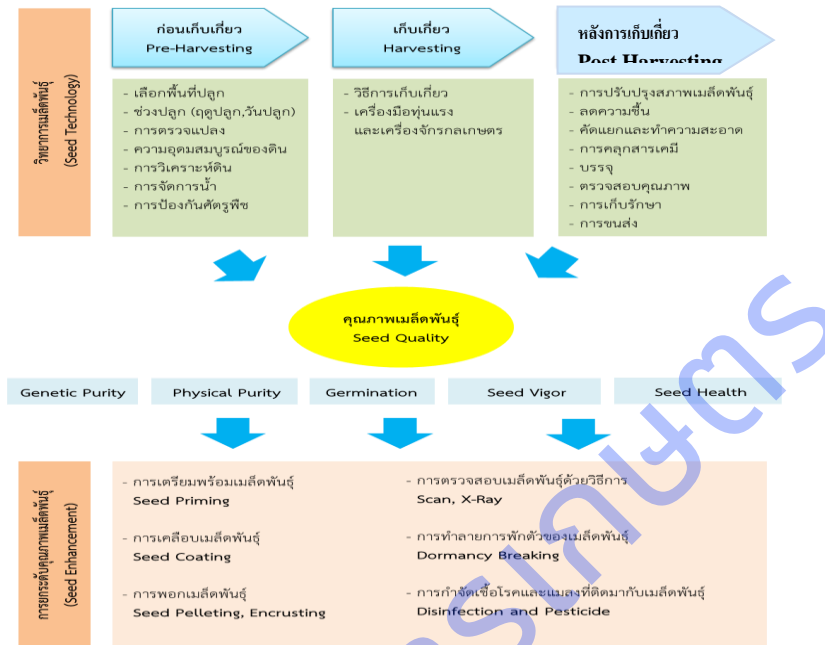 ก่อนเก็บเกี่ยว
Pre-Harvesting
เก็บเกี่ยว
Harvesting
หลังการเก็บเกี่ยว
Post Harvesting
วิทยาการเมล็ดพันธุ์
(Seed Technology)
- เลือกพื้นที่ปลูก
- ช่วงปลูก (ฤดูปลูก,วันปลูก)
- การตรวจแปลง
- ความอุดมสมบูรณ์ของดิน
- การวิเคราะห์ดิน
- การจัดการน้ำ
- การป้องกันศัตรูพืช
- วิธีการเก็บเกี่ยว
- เครื่องมือทุ่นแรง
และเครื่องจักรกลเกษตร
- การปรับปรุงสภาพเมล็ดพันธุ์
- ลดความชื้น
- คัดแยกและทำความสะอาด
- การคลุกสารเคมี
- บรรจุ
- ตรวจสอบคุณภาพ
- การเก็บรักษา
- การขนส่ง
คุณภาพเมล็ดพันธุ์
Seed Quality
Genetic Purity
Physical Purity
Germination
Seed Vigor
Seed Health
การยกระดับคุณภาพเมล็ดพันธุ์
(Seed Enhancement)
- การเตรียมพร้อมเมล็ดพันธุ์
Seed Priming
- การเคลือบเมล็ดพันธุ์
Seed Coating
- การพอกเมล็ดพันธุ์
Seed Pelleting, Encrusting
- การตรวจสอบเมล็ดพันธุ์ด้วยวิธีการ
Scan, X-Ray
- การทำลายการพักตัวของเมล็ดพันธุ์
Dormancy Breaking
- การกำจัดเชื้อโรคและแมลงที่ติดมากับเมล็ดพันธุ์
Disinfection and Pesticide